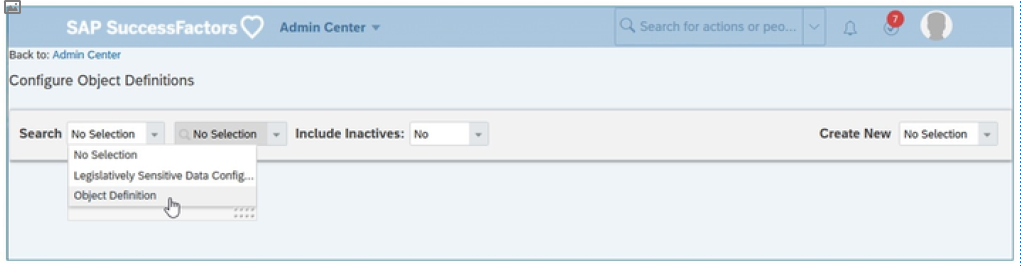 SAP SuccessFactors Admin Center Search for actions or peo... 7
Back to: Admin Center
Configure Object Definitions
Search No Selection No Selection Include Inactives: No Create New No Selection
No Selection
Legislatively Sensitive Data Config...
Object Definition